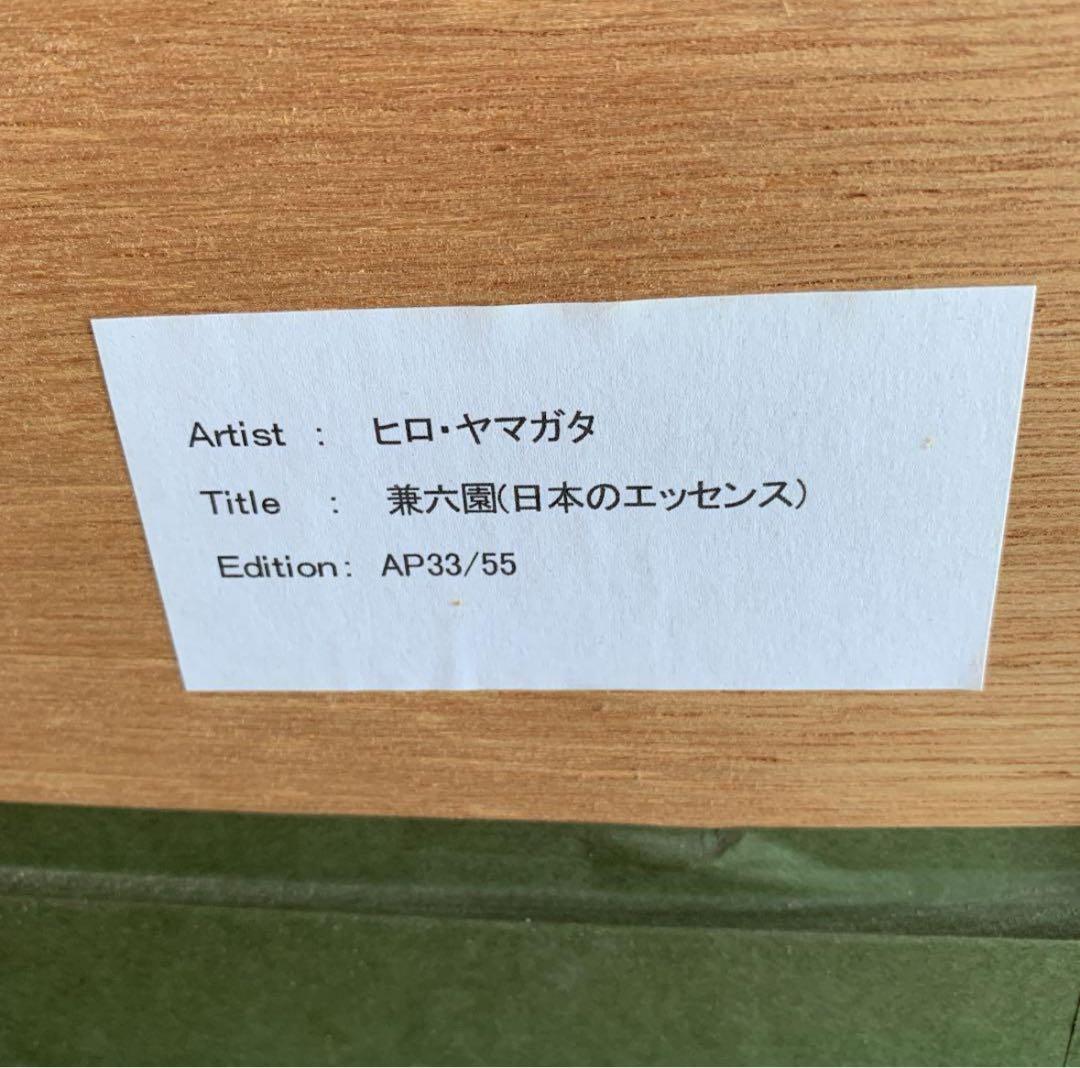 Artist : ヒロ・ヤマガタ
Title : 兼六園(日本のエッセンス)
Edition: AP33/55